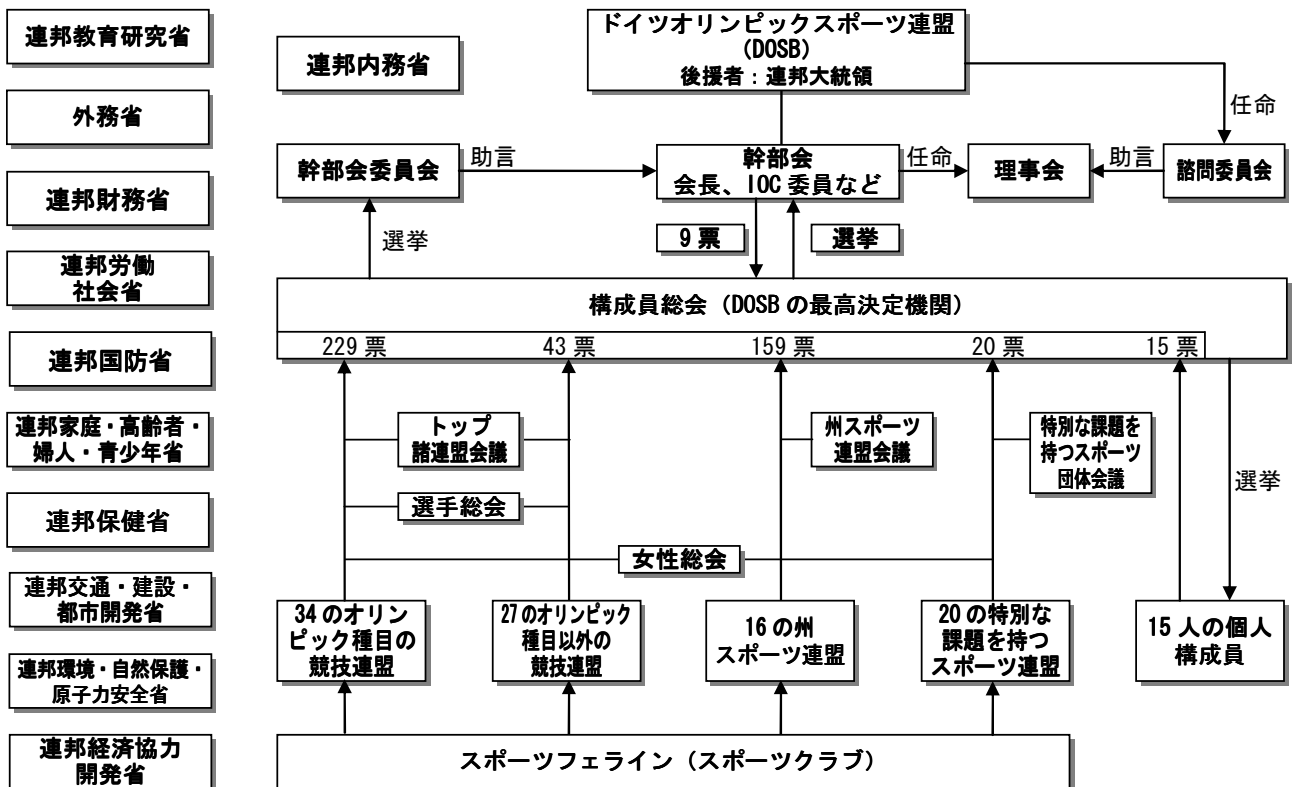 連邦教育研究省
外務省
連邦財務省
連邦労働
社会省
連邦国防省
連邦家庭・高齢者・
婦人・青少年省
連邦保健省
連邦交通・建設・
都市開発省
連邦環境・自然保護・
原子力安全省
連邦経済協力
開発省
連邦内務省
ドイツオリンピックスポーツ連盟
(DOSB)
後援者：連邦大統領
任命
幹部会委員会
助言
幹部会
会長、IOC 委員など
任命
理事会
助言
諮問委員会
選挙
9 票
選挙
構成員総会（DOSB の最高決定機関）
229 票
43 票
159 票
20 票
15 票
トップ
諸連盟会議
州スポーツ
連盟会議
特別な課題を
持つスポーツ
団体会議
選挙
選手総会
女性総会
34 のオリン
ピック種目の
競技連盟
27 のオリンピック
種目以外の
競技連盟
16 の州
スポーツ連盟
20 の特別な
課題を持つ
スポーツ連盟
15 人の個人
構成員
スポーツフェライン（スポーツクラブ）